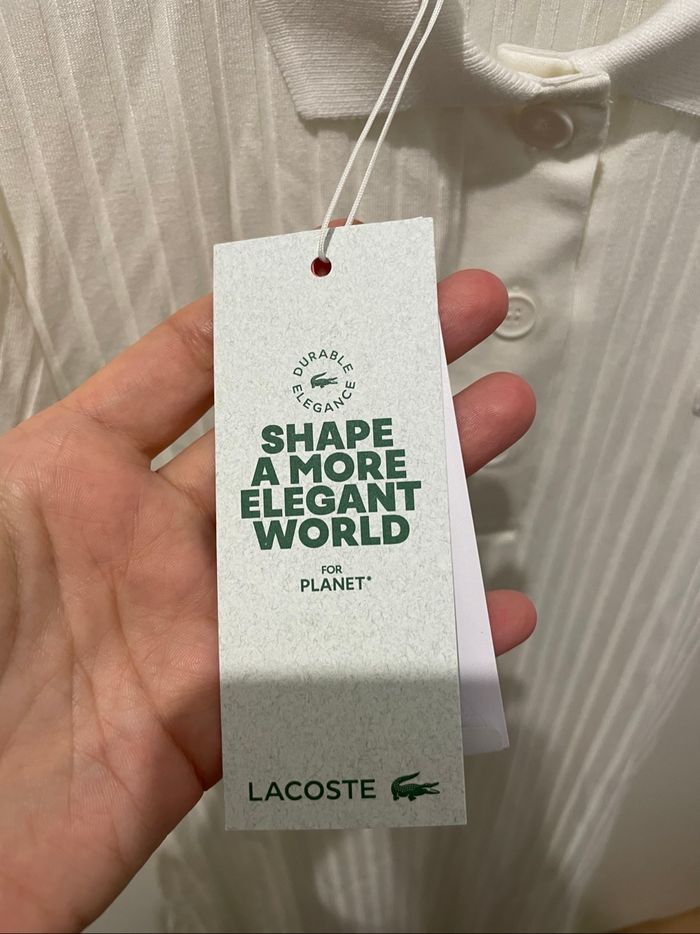 DURABLE
ELEGANCE
SHAPE
A MORE
ELEGANT
WORLD
FOR
PLANET*
LACOSTE